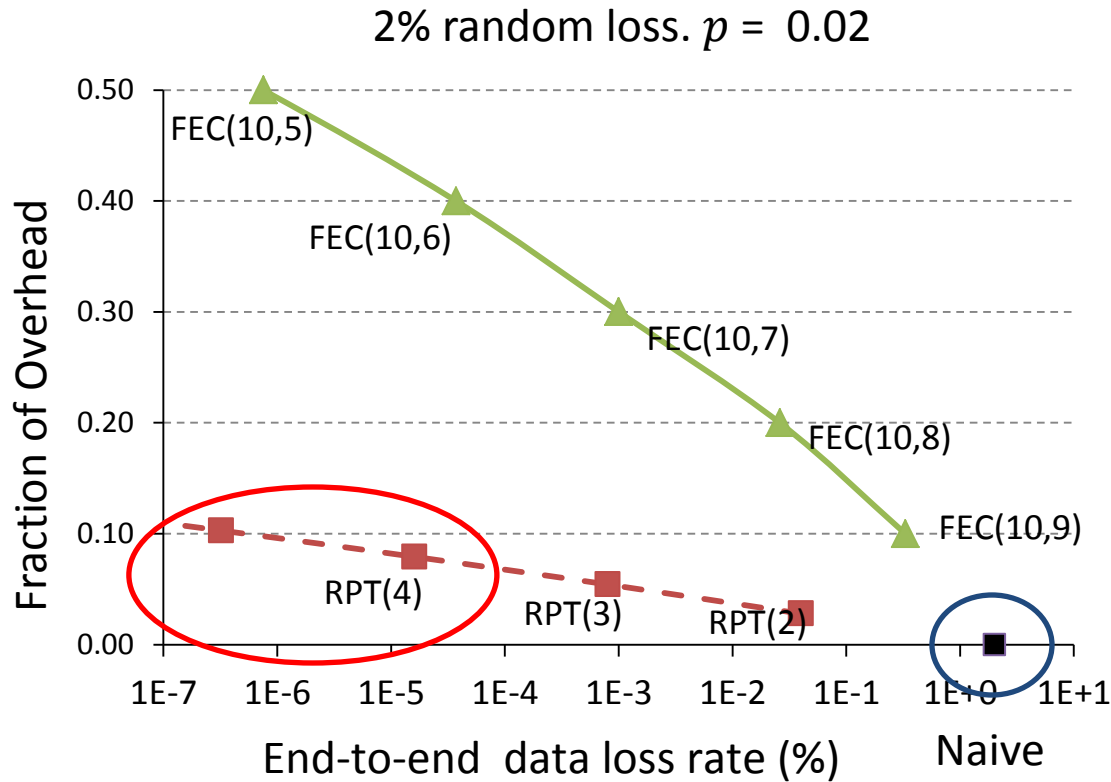 2% random loss. p = 0.02
Fraction of Overhead
0.50
0.40
0.30
0.20
0.10
0.00
FEC(10,5)
FEC(10,6)
FEC(10,7)
FEC(10,8)
FEC(10,9)
RPT(4)
RPT(3)
RPT(2)
1E-7 1E-6 1E-5 1E-4 1E-3 1E-2 1E-1 1E+0 1E+1
End-to-end data loss rate (%)
Naive